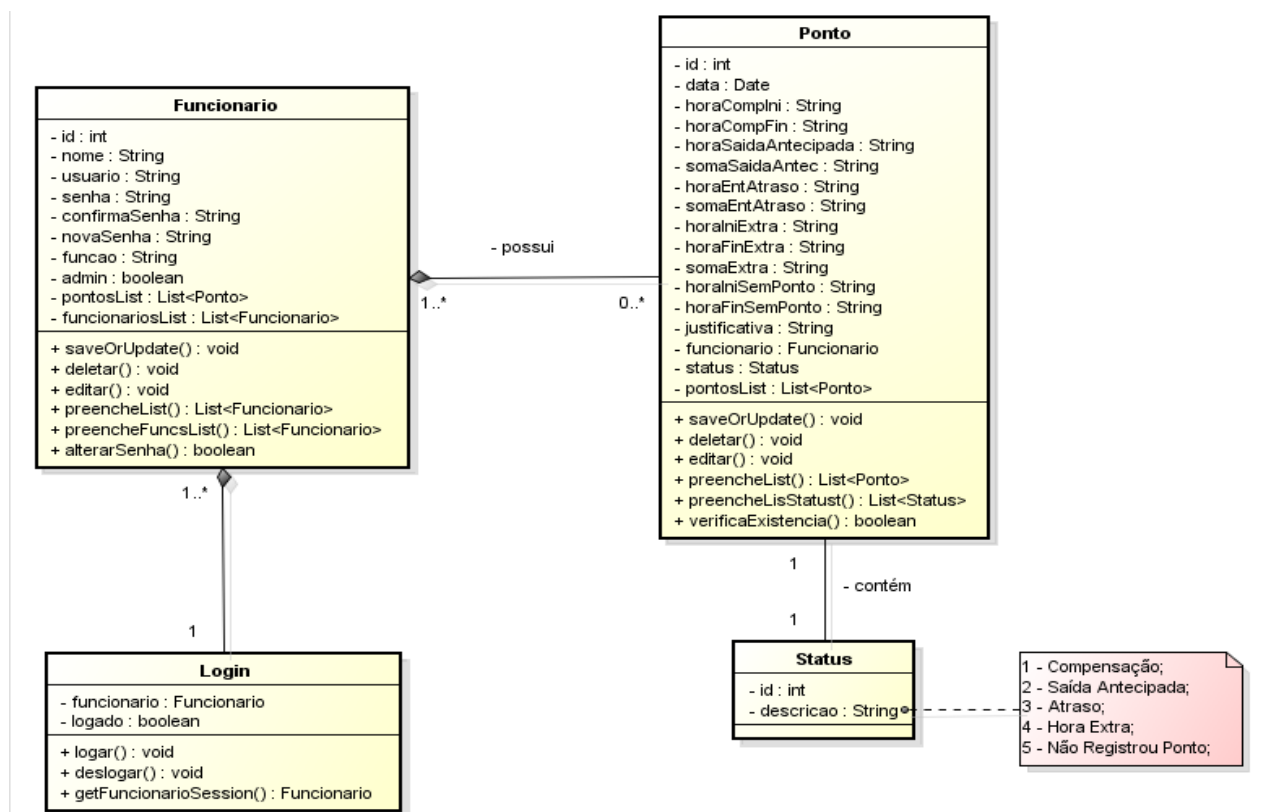 Funcionario
- id : int
- nome : String
- usuario : String
- senha : String
- confirmaSenha : String
- novaSenha : String
- funcao : String
- admin : boolean
- pontosList : List<Ponto>
- funcionariosList : List<Funcionario>
+ saveOrUpdate() : void
+ deletar() : void
+ editar() : void
+ preencheList() : List<Funcionario>
+ preencheFuncsList() : List<Funcionario>
+ alterarSenha() : boolean
- possui
1..*
0..*
Ponto
- id : int
- data : Date
- horaCompIni : String
- horaCompFin : String
- horaSaidaAntecipada : String
- somaSaidaAntec : String
- horaEntAtraso : String
- somaEntAtraso : String
- horaIniExtra : String
- horaFinExtra : String
- somaExtra : String
- horaIniSemPonto : String
- horaFinSemPonto : String
- justificativa : String
- funcionario : Funcionario
- status : Status
- pontosList : List<Ponto>
+ saveOrUpdate() : void
+ deletar() : void
+ editar() : void
+ preencheList() : List<Ponto>
+ preencheLisStatust() : List<Status>
+ verificaExistencia() : boolean
1..*
1
Login
- funcionario : Funcionario
- logado : boolean
+ logar() : void
+ deslogar() : void
+ getFuncionarioSession() : Funcionario
1
- contém
1
Status
- id : int
- descricao : String
1 - Compensação;
2 - Saída Antecipada;
3 - Atraso;
4 - Hora Extra;
5 - Não Registrou Ponto;